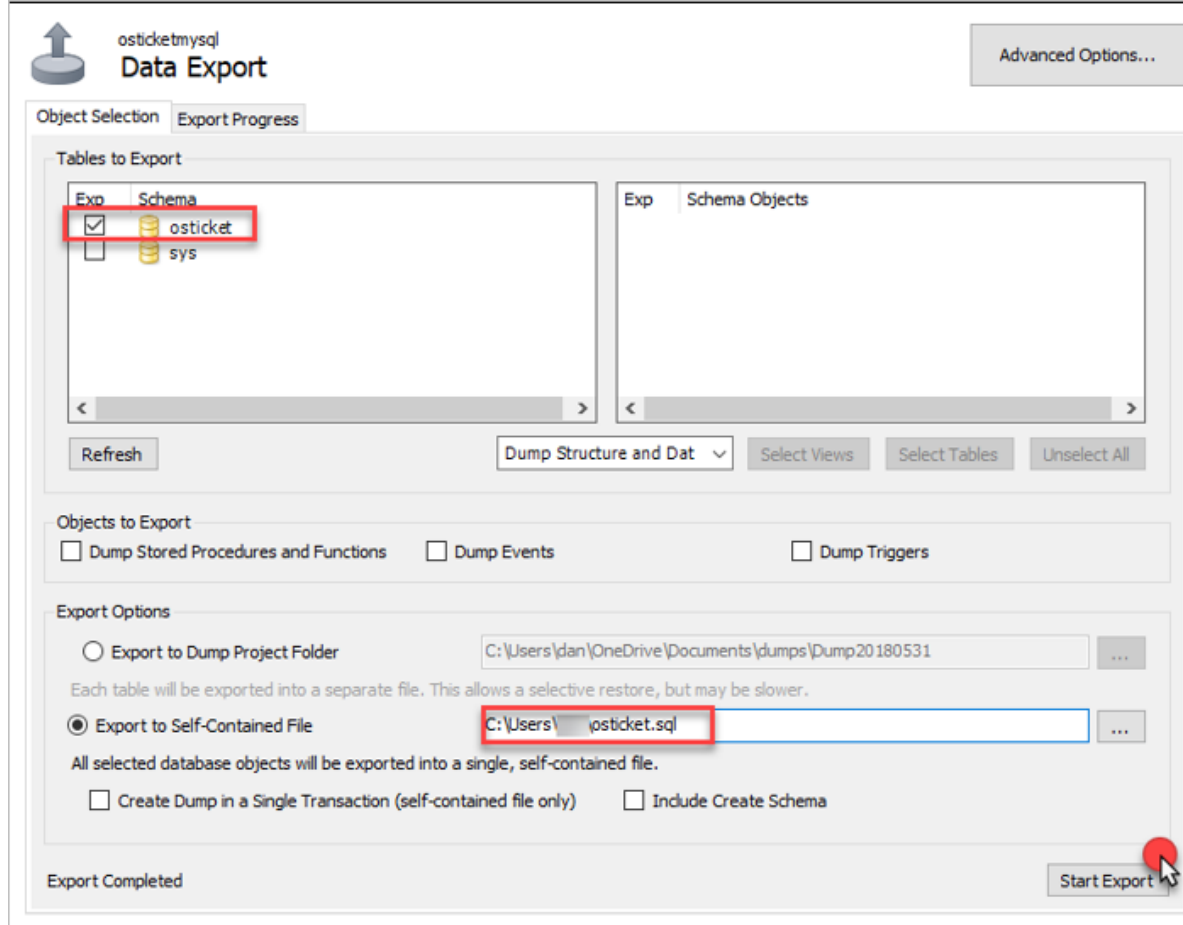 osticketmysql
Data Export
Advanced Options...
Object Selection Export Progress
Tables to Export
Exp Schema
osticket
sys
Exp Schema Objects
Refresh Dump Structure and Dat Select Views Select Tables Unselect All
Objects to Export
Dump Stored Procedures and Functions Dump Events Dump Triggers
Export Options
Export to Dump Project Folder C:\Users\dan\OneDrive\Documents\dumps\Dump20180531 ...
Each table will be exported into a separate file. This allows a selective restore, but may be slower.
Export to Self-Contained File C:\Users\ \osticket.sql ...
All selected database objects will be exported into a single, self-contained file.
Create Dump in a Single Transaction (self-contained file only) Include Create Schema
Export Completed Start Export